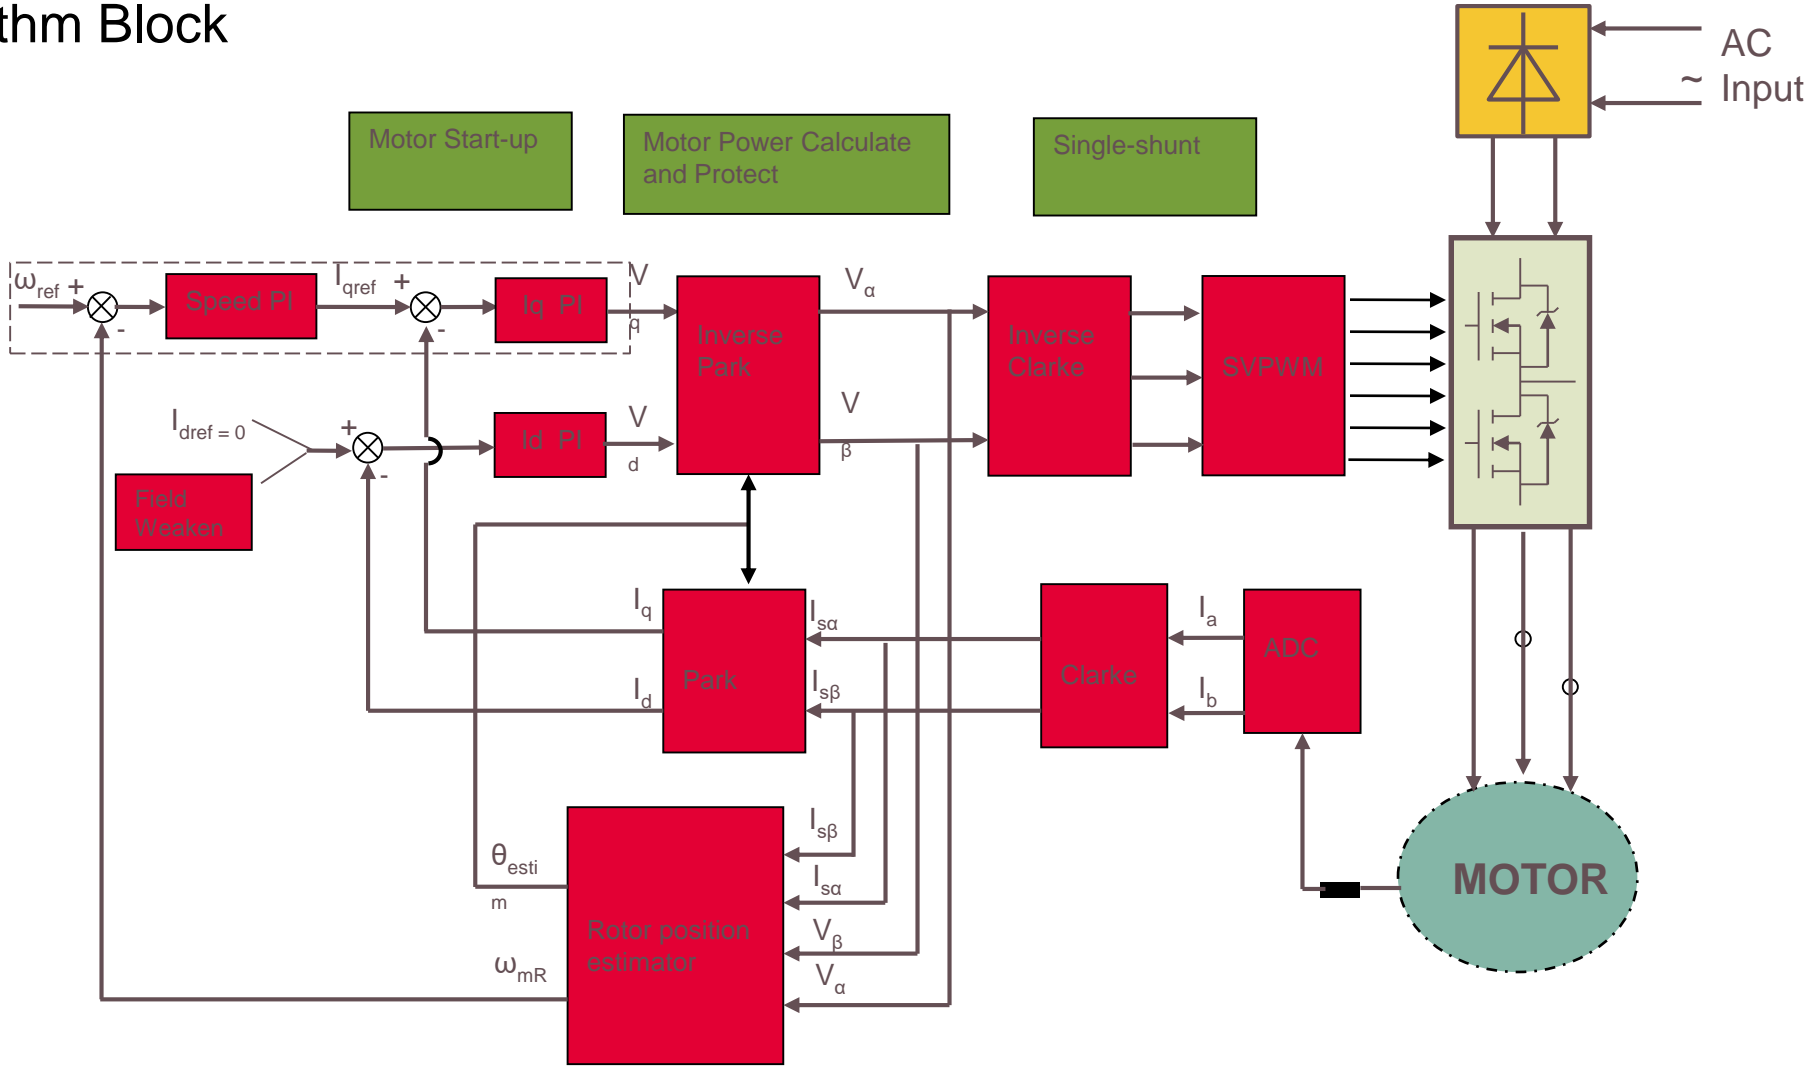 thm Block
AC
~ Input
Motor Start-up
Motor Power Calculate
and Protect
Single-shunt
ωref
+
-
Speed PI
Iqref
+
-
Iq PI
V
q
Inverse
Park
Vα
V
β
Inverse
Clarke
SVPWM
Idref = 0
+
-
Id PI
V
d
Field
Weaken
Iq
Id
Park
Isα
Isβ
Clarke
Ia
Ib
ADC
θesti
m
ωmR
Rotor position
estimator
Isβ
Isα
Vβ
Vα
MOTOR